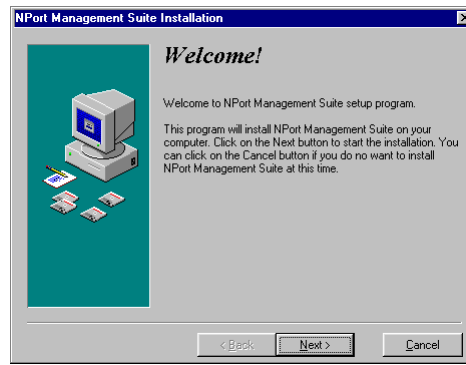 NPort Management Suite Installation
Welcome!
Welcome to NPort Management Suite setup program.
This program will install NPort Management Suite on your
computer. Click on the Next button to start the installation. You
can click on the Cancel button if you do no want to install
NPort Management Suite at this time.
< Back
Next >
Cancel